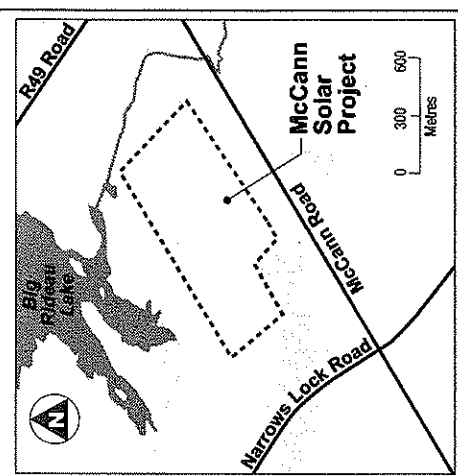 R49 Road
Big
Rideau
Lake
N
McCann
Solar
Project
McCann Road
Narrows Lock Road
0
300
600
Metres